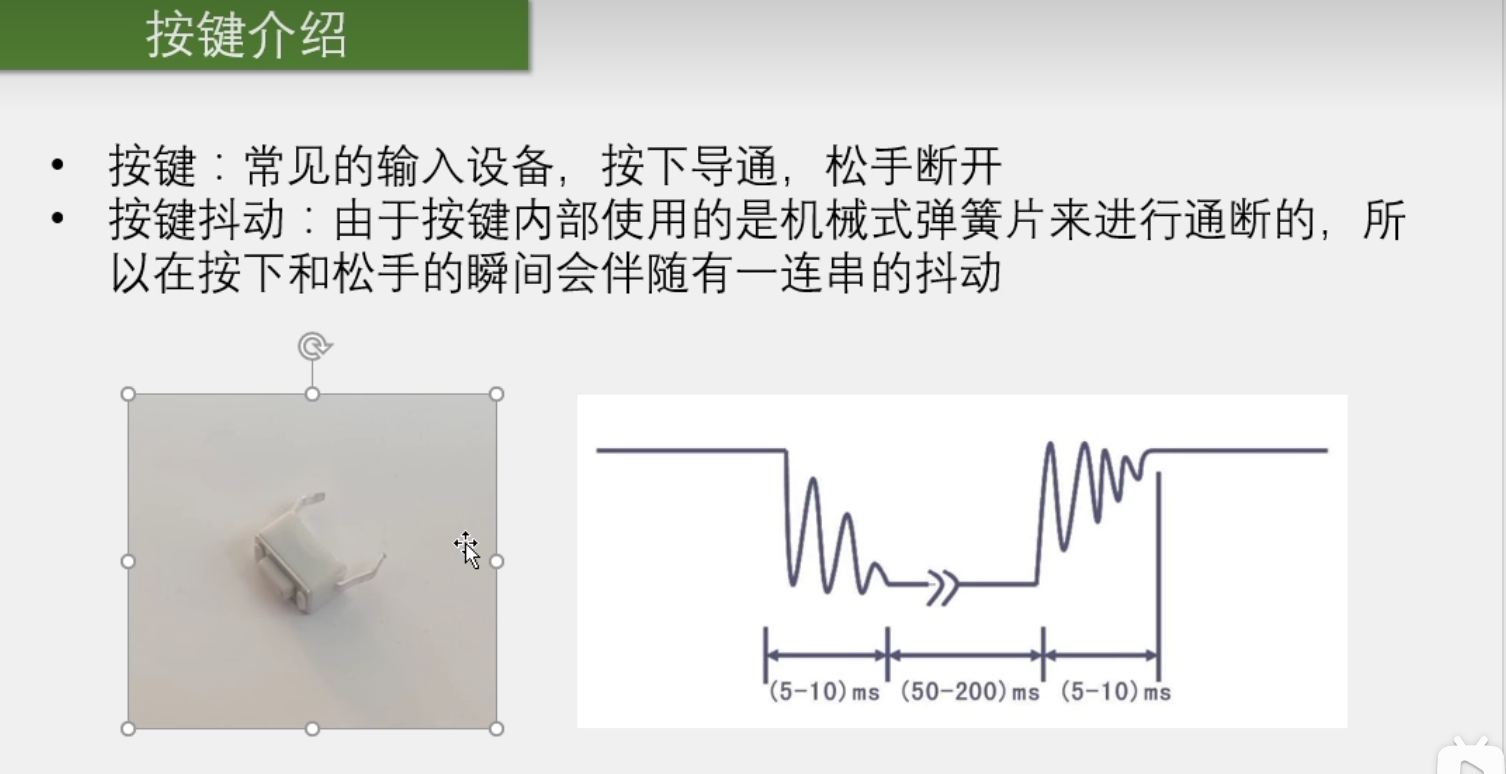 按键介绍
• 按键：常见的输入设备，按下导通，松手断开
• 按键抖动：由于按键内部使用的是机械式弹簧片来进行通断的，所
以在按下和松手的瞬间会伴随有一连串的抖动
(5-10)ms (50-200)ms (5-10)ms